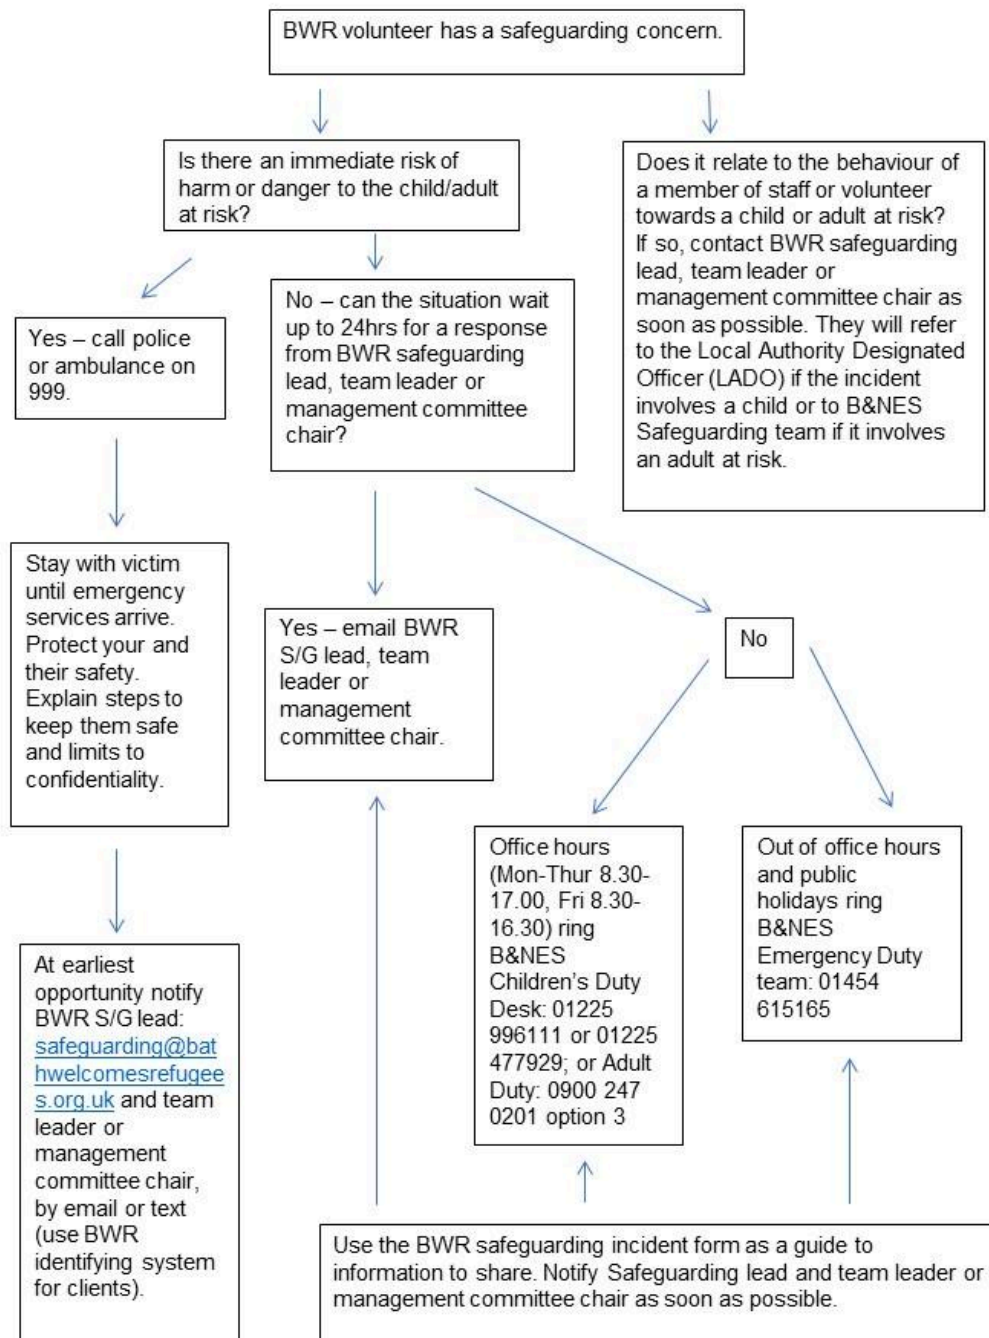 BWR volunteer has a safeguarding concern.
Is there an immediate risk of
harm or danger to the child/adult
at risk?
Does it relate to the behaviour of
a member of staff or volunteer
towards a child or adult at risk?
If so, contact BWR safeguarding
lead, team leader or
management committee chair as
soon as possible. They will refer
to the Local Authority Designated
Officer (LADO) if the incident
involves a child or to B&NES
Safeguarding team if it involves
an adult at risk.
Yes – call police
or ambulance on
999.
No – can the situation wait
up to 24hrs for a response
from BWR safeguarding
lead, team leader or
management committee
chair?
Stay with victim
until emergency
services arrive.
Protect your and
their safety.
Explain steps to
keep them safe
and limits to
confidentiality.
Yes – email BWR
S/G lead, team
leader or
management
committee chair.
No
Office hours
(Mon-Thur 8.30-
17.00, Fri 8.30-
16.30) ring
B&NES
Children's Duty
Desk: 01225
996111 or 01225
477929; or Adult
Duty: 0900 247
0201 option 3
Out of office hours
and public
holidays ring
B&NES
Emergency Duty
team: 01454
615165
At earliest
opportunity notify
BWR S/G lead:
safeguarding@bat
hwelcomesrefugee
s.org.uk and team
leader or
management
committee chair,
by email or text
(use BWR
identifying system
for clients).
Use the BWR safeguarding incident form as a guide to
information to share. Notify Safeguarding lead and team leader or
management committee chair as soon as possible.